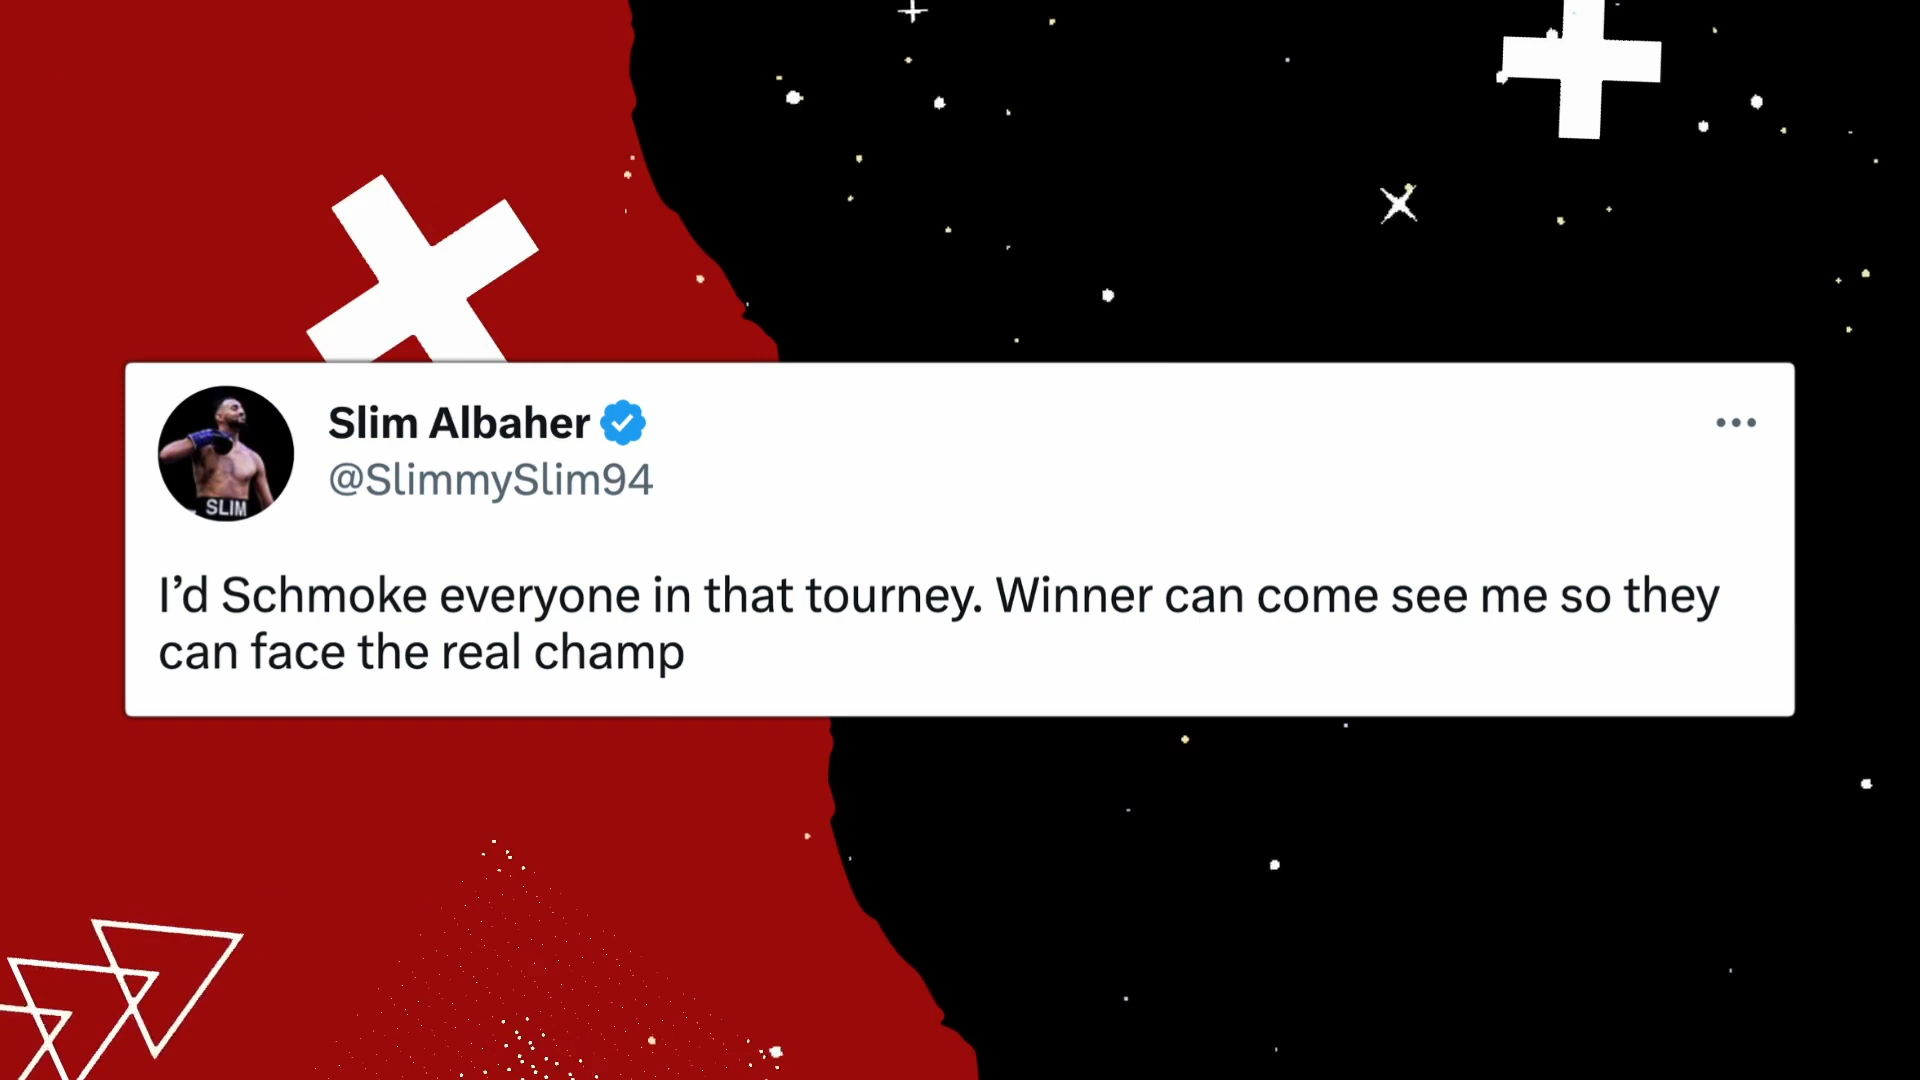 Slim Albaher
@SlimmySlim94
SLIM
I’d Schmoke everyone in that tourney. Winner can come see me so they
can face the real champ